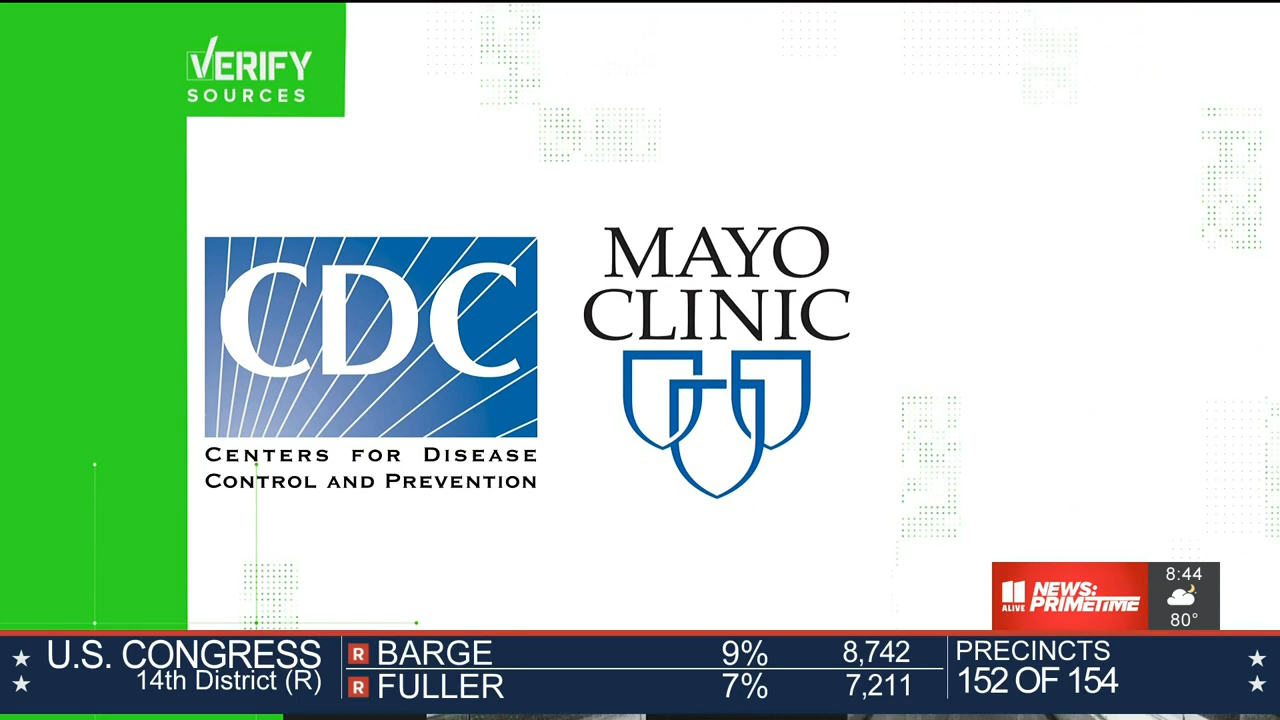 VERIFY
SOURCES
CDC
CENTERS FOR DISEASE
CONTROL AND PREVENTION
MAYO
CLINIC
11 ALIVE NEWS: PRIMETIME
8:44
80°
U.S. CONGRESS
14th District (R)
R BARGE 9% 8,742
R FULLER 7% 7,211
PRECINCTS
152 OF 154